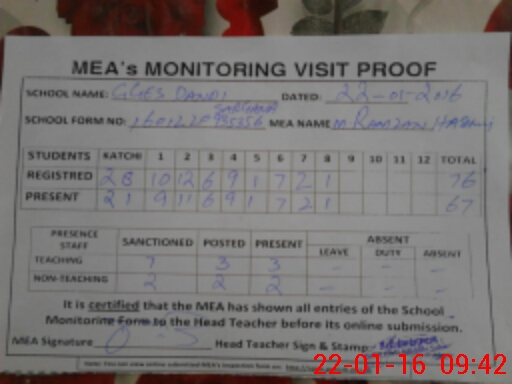 MEA's MONITORING VISIT PROOF
SCHOOL NAME: GGES DANDI DATED: 22-01-2016
SARGANA
SCHOOL FORM NO: MEA NAME M. RAMZAN
STUDENTS KATCHI 1 2 3 4 5 6 7 8 9 10 11 12 TOTAL
REGISTRED 28 10 12 6 9 1 7 2 1 76
PRESENT 21 9 11 6 9 1 7 2 1 67
PRESENCE STAFF SANCTIONED POSTED PRESENT ABSENT
LEAVE DUTY ABSENT
TEACHING 7 3 3 - - -
NON-TEACHING 2 2 2 - - -
It is certified that the MEA has shown all entries of the School
Monitoring Form to the Head Teacher before its online submission.
MEA Signature Head Teacher Sign & Stamp
22-01-16 09:42